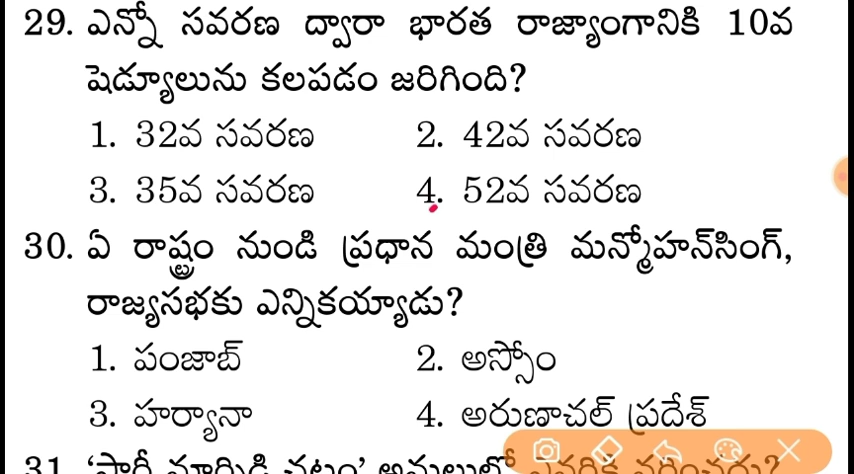 29. ఎన్నో సవరణ ద్వారా భారత రాజ్యాంగానికి 10వ
షెడ్యూలును కలపడం జరిగింది?
1. 32వ సవరణ 2. 42వ సవరణ
3. 35వ సవరణ 4. 52వ సవరణ
30. ఏ రాష్ట్రం నుండి ప్రధాన మంత్రి మన్మోహన్‌సింగ్,
రాజ్యసభకు ఎన్నికయ్యాడు?
1. పంజాబ్ 2. అస్సోం
3. హర్యానా 4. అరుణాచల్ ప్రదేశ్
31